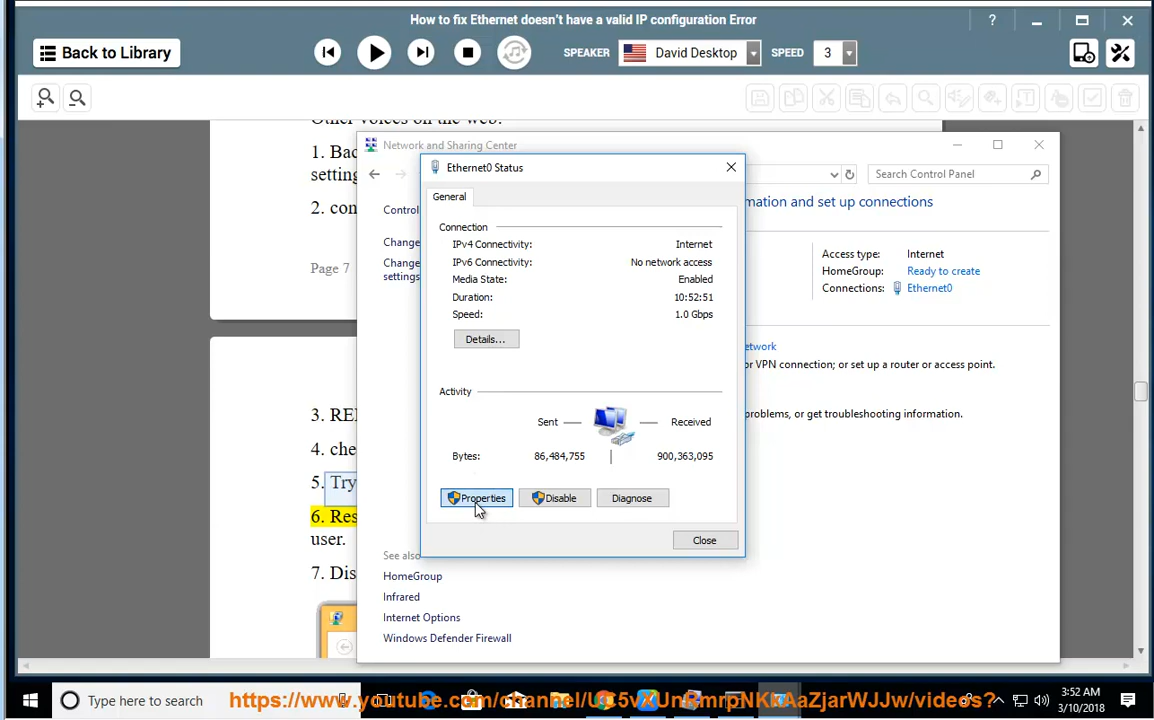 How to fix Ethernet doesn't have a valid IP configuration Error
Back to Library
SPEAKER
David Desktop
SPEED
3
Other voices on the web:
1. Bac
setting
2. con
Page 7
3. REI
4. che
5. Try
6. Res
user.
7. Dis
Network and Sharing Center
Search Control Panel
Control
Change
Change
settings
mation and set up connections
Access type: Internet
HomeGroup: Ready to create
Connections: Ethernet0
etwork
or VPN connection; or set up a router or access point.
problems, or get troubleshooting information.
See also
HomeGroup
Infrared
Internet Options
Windows Defender Firewall
Ethernet0 Status
General
Connection
IPv4 Connectivity: Internet
IPv6 Connectivity: No network access
Media State: Enabled
Duration: 10:52:51
Speed: 1.0 Gbps
Details...
Activity
Sent
Received
Bytes: 86,484,755 900,363,095
Properties
Disable
Diagnose
Close
Type here to search
3:52 AM
3/10/2018